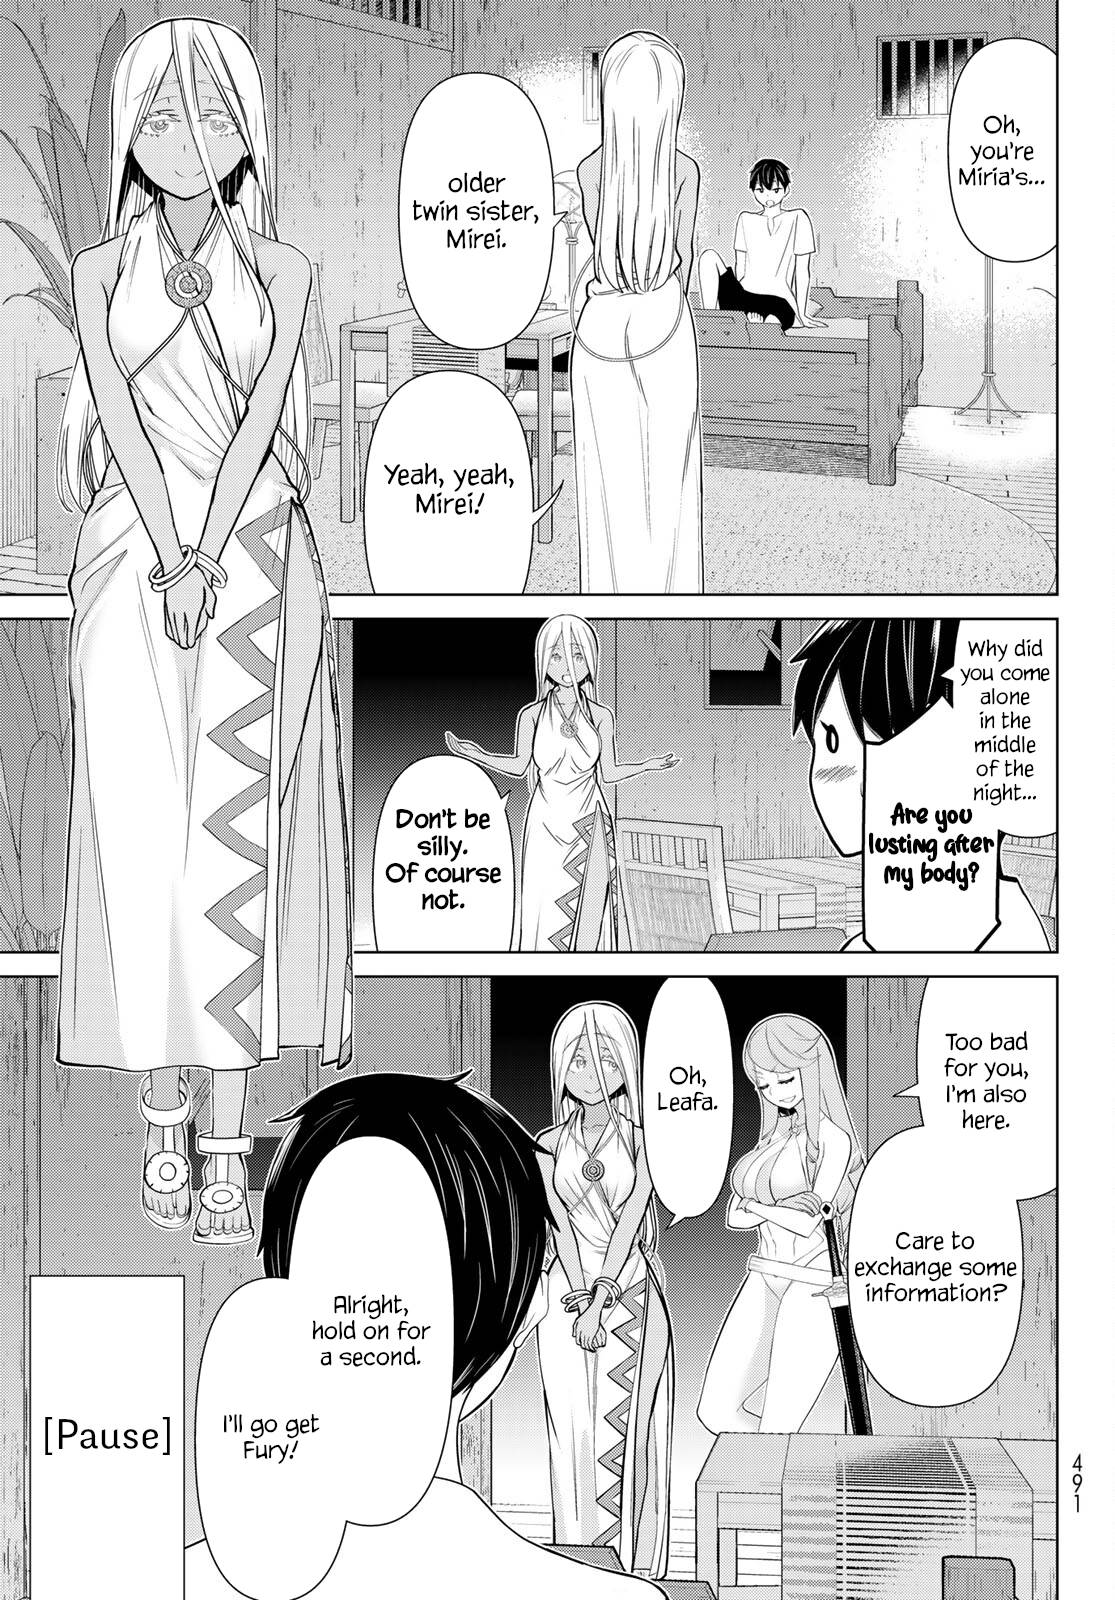 Oh,
you're
Miria's...
older
twin sister,
Mirei.
Yeah, yeah,
Mirei!
Why did
you come
alone
in the
middle
of the
night...
Are you
lusting after
my body?
Don't be
silly.
Of course
not.
Too bad
for you,
I'm also
here.
Oh,
Leafa.
Care to
exchange some
information?
Alright,
hold on for
a second.
I'll go get
Fury!
[Pause]
491